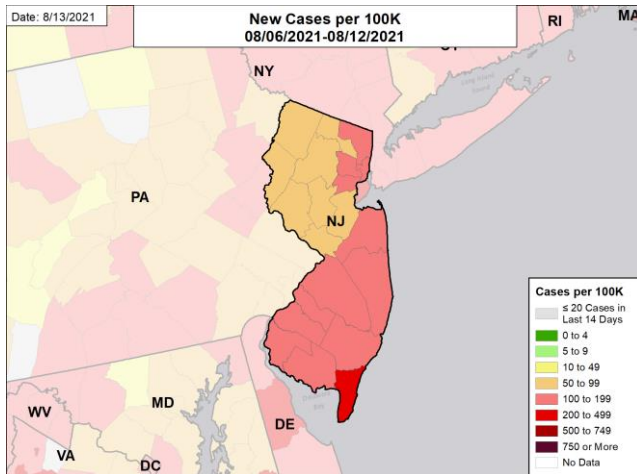 Date: 8/13/2021
New Cases per 100K
08/06/2021-08/12/2021
RI
MA
NY
PA
NJ
MD
DE
WV
VA
DC
Cases per 100K
≤ 20 Cases in
Last 14 Days
0 to 4
5 to 9
10 to 49
50 to 99
100 to 199
200 to 499
500 to 749
750 or More
No Data